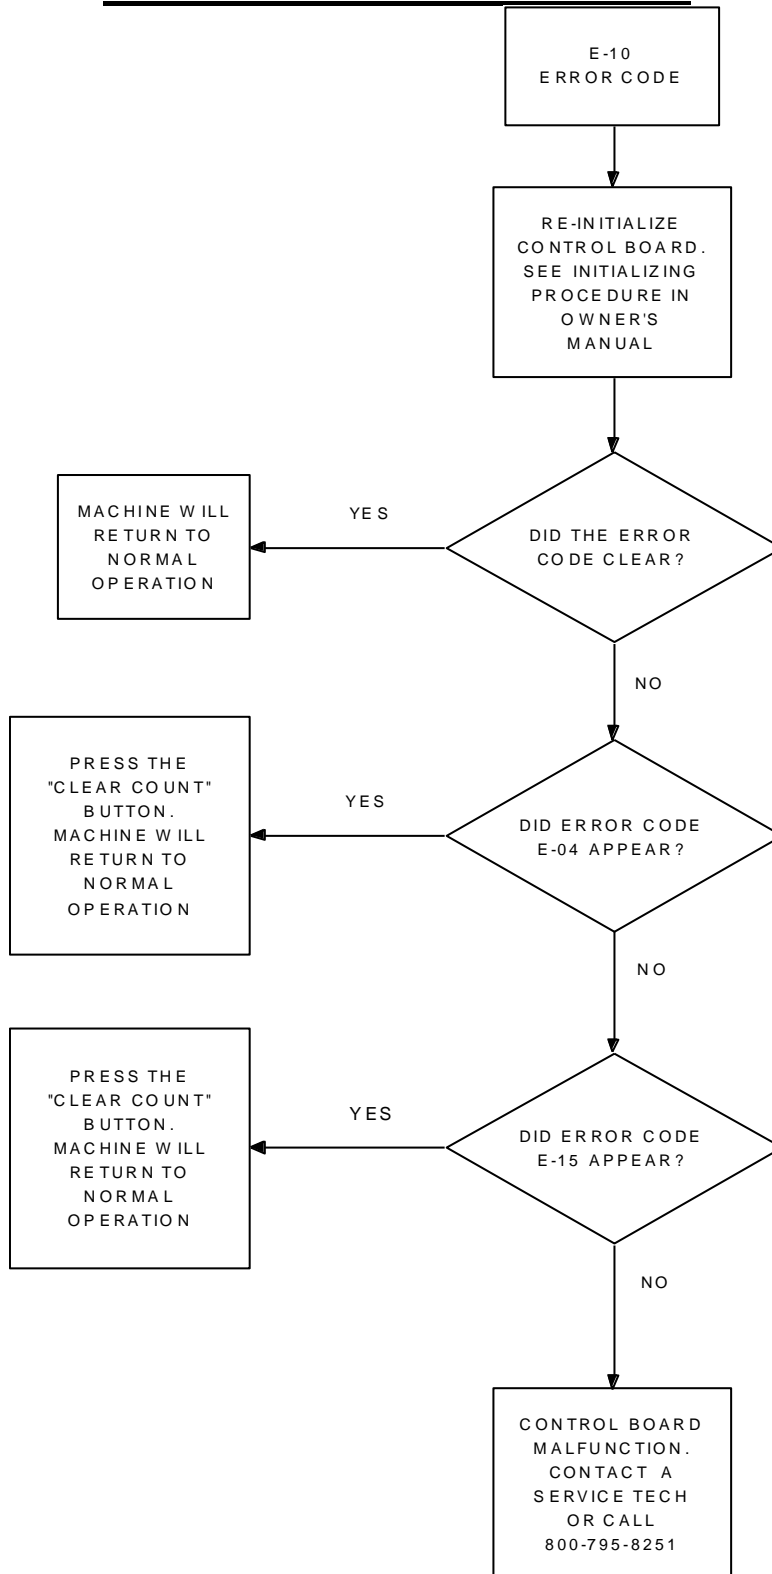 E-10
ERROR CODE
RE-INITIALIZE
CONTROL BOARD.
SEE INITIALIZING
PROCEDURE IN
OWNER'S
MANUAL
DID THE ERROR
CODE CLEAR?
YES
MACHINE WILL
RETURN TO
NORMAL
OPERATION
NO
DID ERROR CODE
E-04 APPEAR?
YES
PRESS THE
"CLEAR COUNT"
BUTTON.
MACHINE WILL
RETURN TO
NORMAL
OPERATION
NO
DID ERROR CODE
E-15 APPEAR?
YES
PRESS THE
"CLEAR COUNT"
BUTTON.
MACHINE WILL
RETURN TO
NORMAL
OPERATION
NO
CONTROL BOARD
MALFUNCTION.
CONTACT A
SERVICE TECH
OR CALL
800-795-8251